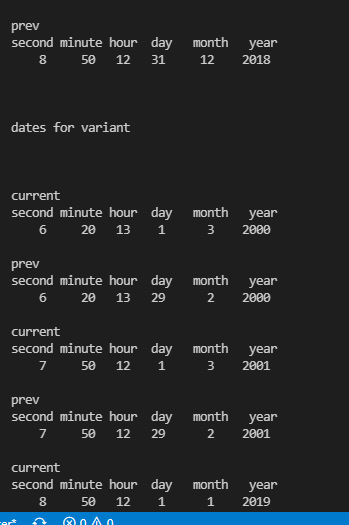 prev
second minute hour day month year
8 50 12 31 12 2018
dates for variant
current
second minute hour day month year
6 20 13 1 3 2000
prev
second minute hour day month year
6 20 13 29 2 2000
current
second minute hour day month year
7 50 12 1 3 2001
prev
second minute hour day month year
7 50 12 29 2 2001
current
second minute hour day month year
8 50 12 1 1 2019
0 0